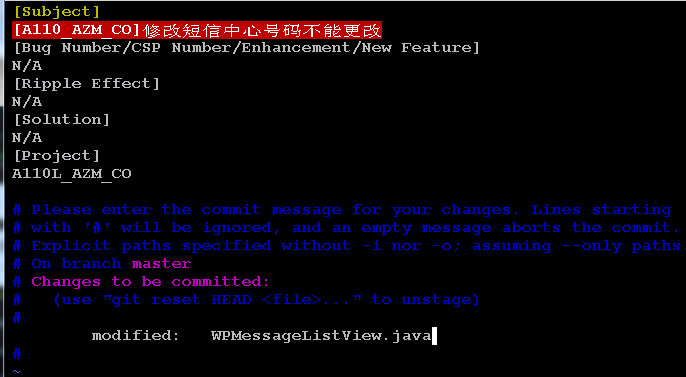 [Subject]
[A110_AZM_CO]修改短信中心号码不能更改
[Bug Number/CSP Number/Enhancement/New Feature]
N/A
[Ripple Effect]
N/A
[Solution]
N/A
[Project]
A110L_AZM_CO
# Please enter the commit message for your changes. Lines starting
# with '#' will be ignored, and an empty message aborts the commit.
# Explicit paths specified without -i nor -o; assuming --only paths.
# On branch master
# Changes to be committed:
#   (use "git reset HEAD <file>..." to unstage)
#
modified:   WPMessageListView.java
#
~